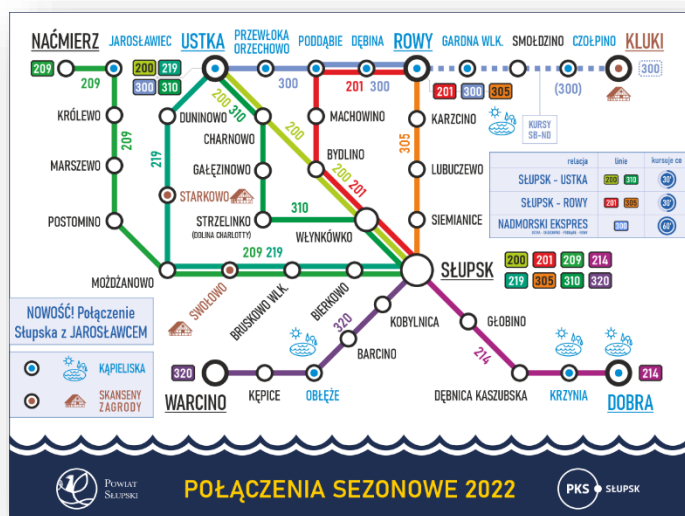 NAĆMIERZ
JAROSŁAWIEC
USTKA
PRZEWŁOKA
ORZECHOWO
PODDĄBIE
DĘBINA
ROWY
GARDNA WLK.
SMOŁDZINO
CZOŁPINO
KLUKI
209
200 219
300 310
209
300
201
300
201 300 305
(300)
300
KURSY
SB-ND
KRÓLEWO
209
DUNINOWO
200 310
CHARNOWO
200
MACHOWINO
305
KARZCINO
MARSZEWO
219
GAŁĘZINOWO
BYDLINO
LUBUCZEWO
STARKOWO
200 201
POSTOMINO
STRZELINKO
(DOLINA CHARLOTTY)
310
WŁYNKÓWKO
SIEMIANICE
relacja linie kursuje co
SŁUPSK - USTKA 200 310 30'
SŁUPSK - ROWY 201 305 30'
NADMORSKI EKSPRES 300 60'
MOŻDŻANOWO
209 219
SWOŁOWO
BRUSKOWO WLK.
BIERKOWO
SŁUPSK
200 201 209 214
219 305 310 320
NOWOŚĆ! Połączenie
Słupska z JAROSŁAWCEM
KĄPIELISKA
SKANSENY
ZAGRODY
KOBYLNICA
320
BARCINO
GŁOBINO
214
320
WARCINO
KĘPICE
OBŁĘŻE
DĘBNICA KASZUBSKA
KRZYNIA
DOBRA
214
POWIAT
SŁUPSKI
POŁĄCZENIA SEZONOWE 2022
PKS SŁUPSK